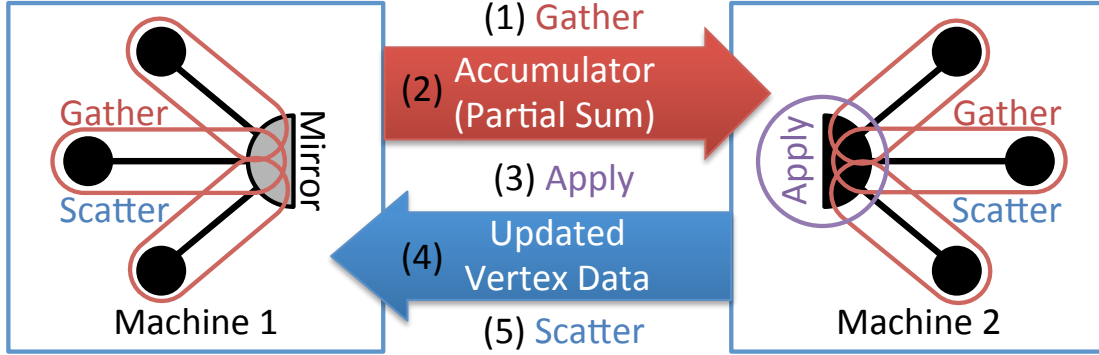 Gather
Scatter
Mirror
Machine 1
(1) Gather
(2) Accumulator
(Partial Sum)
(3) Apply
(4) Updated
Vertex Data
(5) Scatter
Apply
Gather
Scatter
Machine 2